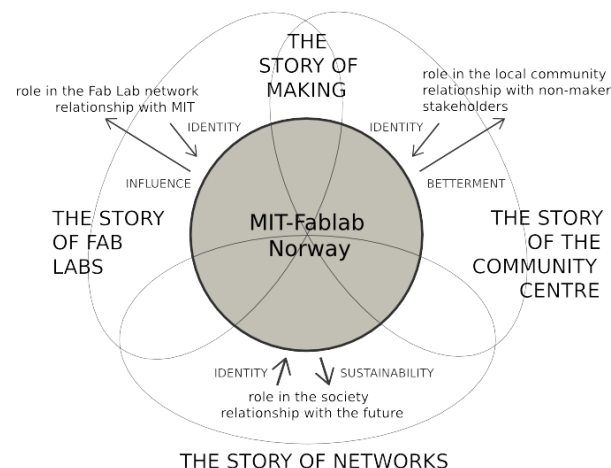 THE
STORY OF
MAKING
role in the Fab Lab network
relationship with MIT
role in the local community
relationship with non-maker
stakeholders
IDENTITY
IDENTITY
INFLUENCE
BETTERMENT
THE STORY
OF FAB
LABS
MIT-Fablab
Norway
THE STORY
OF THE
COMMUNITY
CENTRE
IDENTITY
SUSTAINABILITY
role in the society
relationship with the future
THE STORY OF NETWORKS